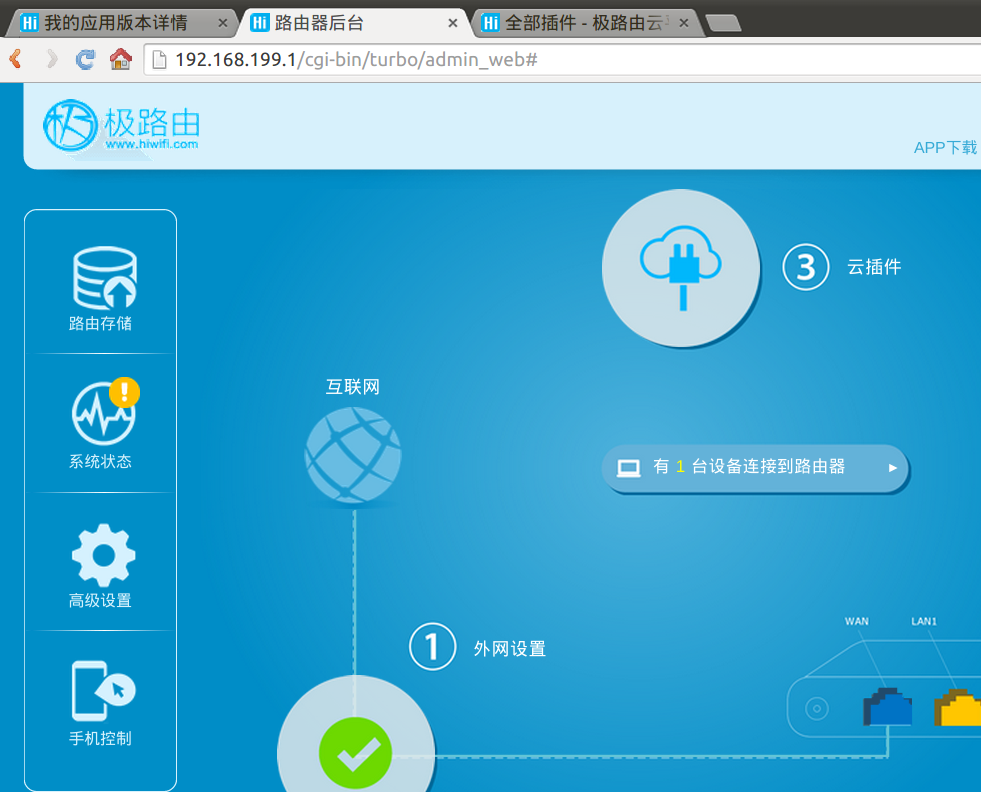 Hi 我的应用版本详情
Hi 路由器后台
Hi 全部插件 - 极路由云
192.168.199.1/cgi-bin/turbo/admin_web#
极路由
www.hiwifi.com
APP下载
路由存储
系统状态
高级设置
手机控制
3 云插件
互联网
有 1 台设备连接到路由器
1 外网设置
WAN
LAN1